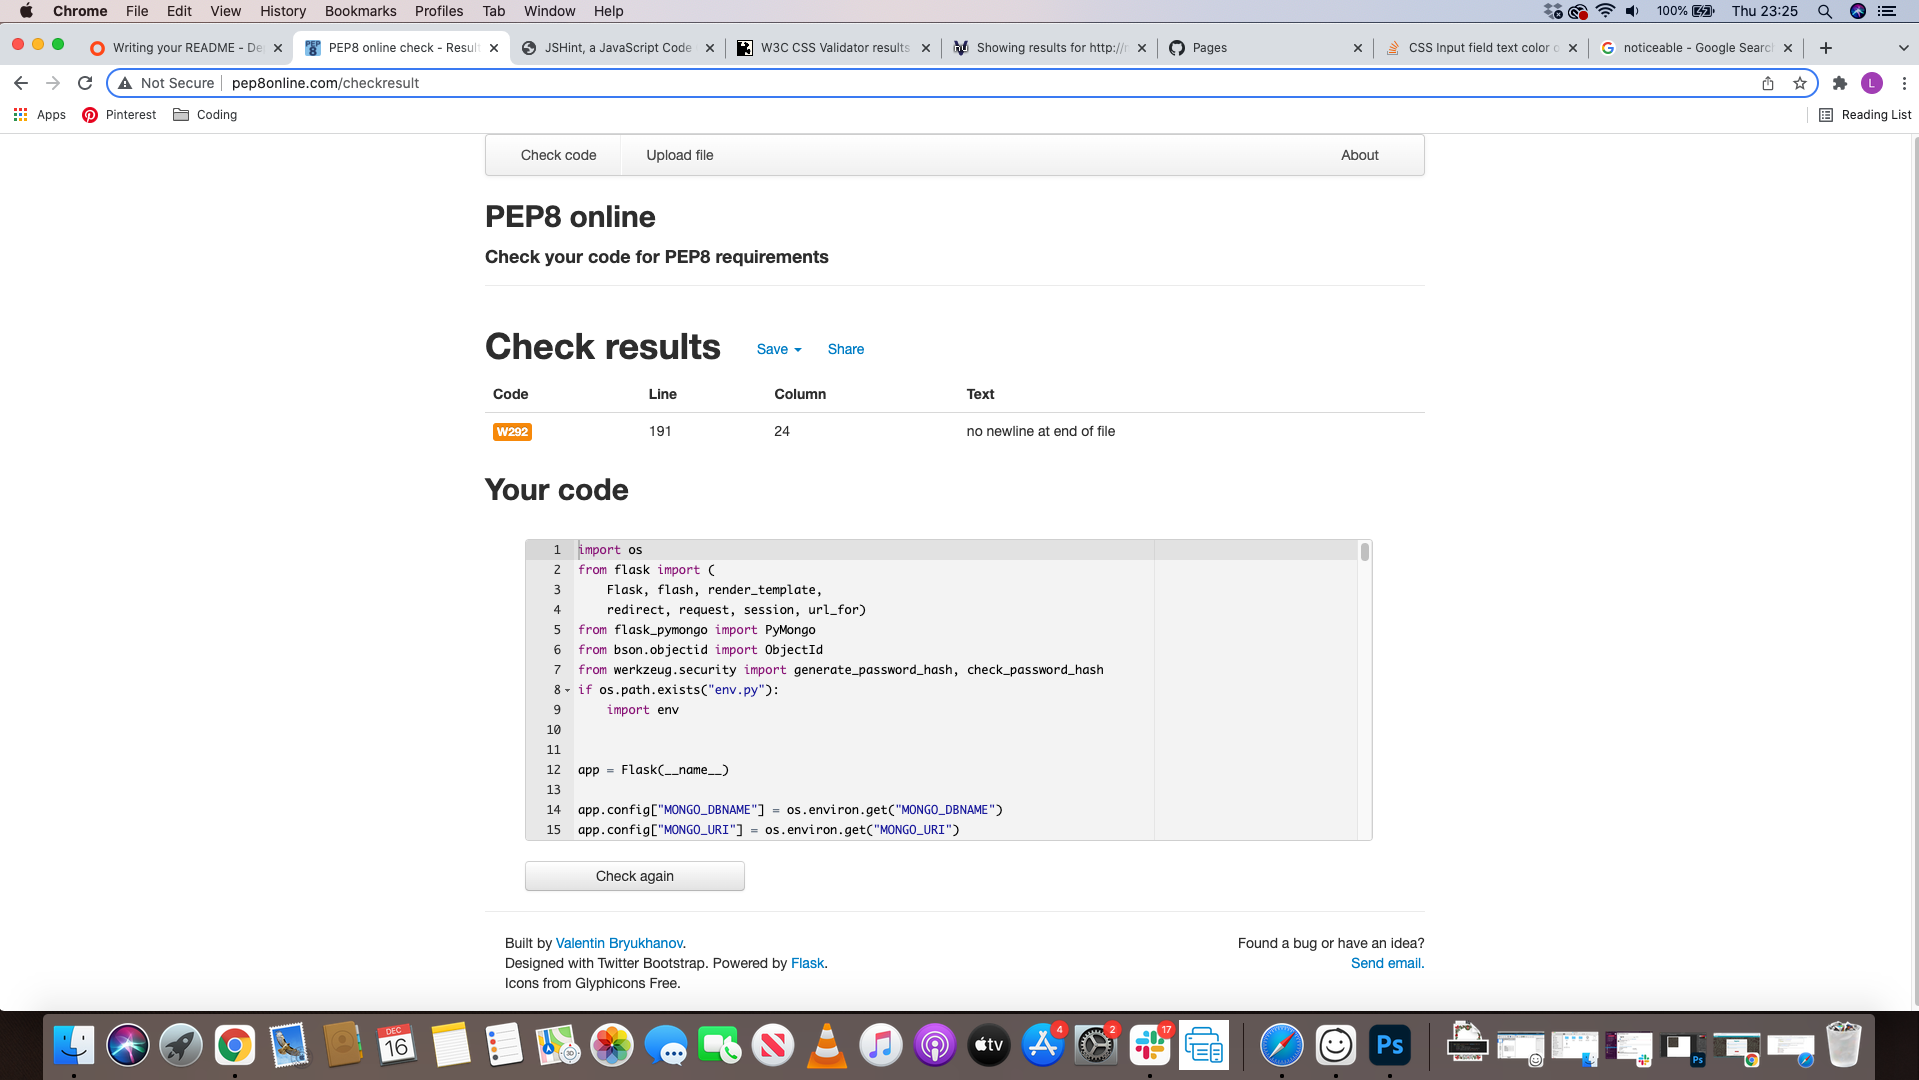 Chrome File Edit View History Bookmarks Profiles Tab Window Help 100% Thu 23:25
Writing your README - De PEP8 online check - Result JSHint, a JavaScript Code W3C CSS Validator results Showing results for http:// Pages CSS Input field text color noticeable - Google Search
Not Secure pep8online.com/checkresult L
Apps Pinterest Coding Reading List
Check code Upload file About
PEP8 online
Check your code for PEP8 requirements
Check results Save Share
Code Line Column Text
W292 191 24 no newline at end of file
Your code
1 import os
2 from flask import (
3 Flask, flash, render_template,
4 redirect, request, session, url_for)
5 from flask_pymongo import PyMongo
6 from bson.objectid import ObjectId
7 from werkzeug.security import generate_password_hash, check_password_hash
8 if os.path.exists("env.py"):
9 import env
10
11
12 app = Flask(__name__)
13
14 app.config["MONGO_DBNAME"] = os.environ.get("MONGO_DBNAME")
15 app.config["MONGO_URI"] = os.environ.get("MONGO_URI")
Check again
Built by Valentin Bryukhanov. Found a bug or have an idea?
Designed with Twitter Bootstrap. Powered by Flask. Send email.
Icons from Glyphicons Free.
DEC 16 tv 4 2 17 Ps